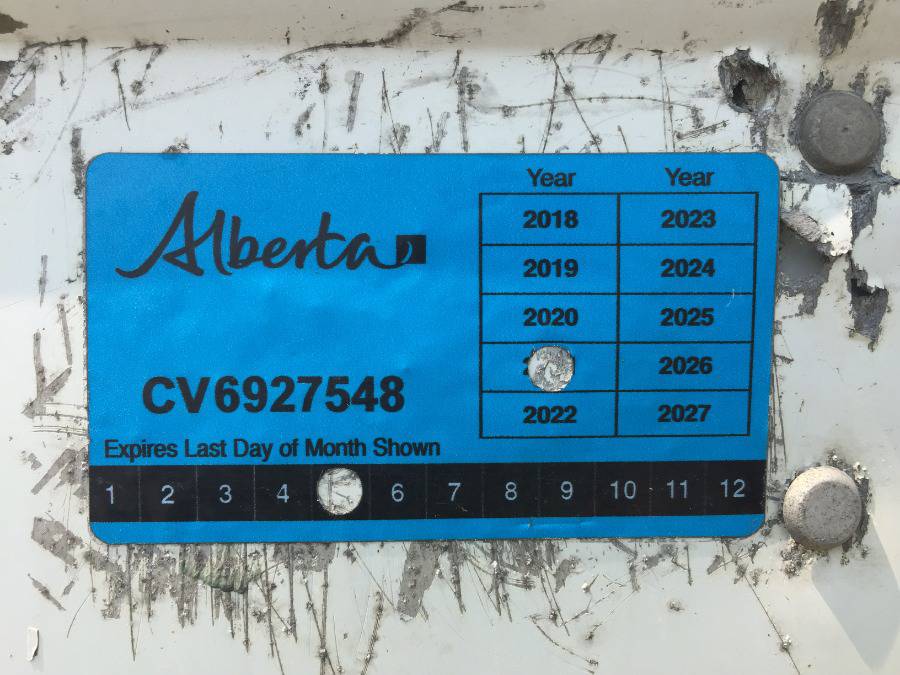 Alberta
Year Year
2018 2023
2019 2024
2020 2025
2026
2022 2027
CV6927548
Expires Last Day of Month Shown
1 2 3 4 6 7 8 9 10 11 12